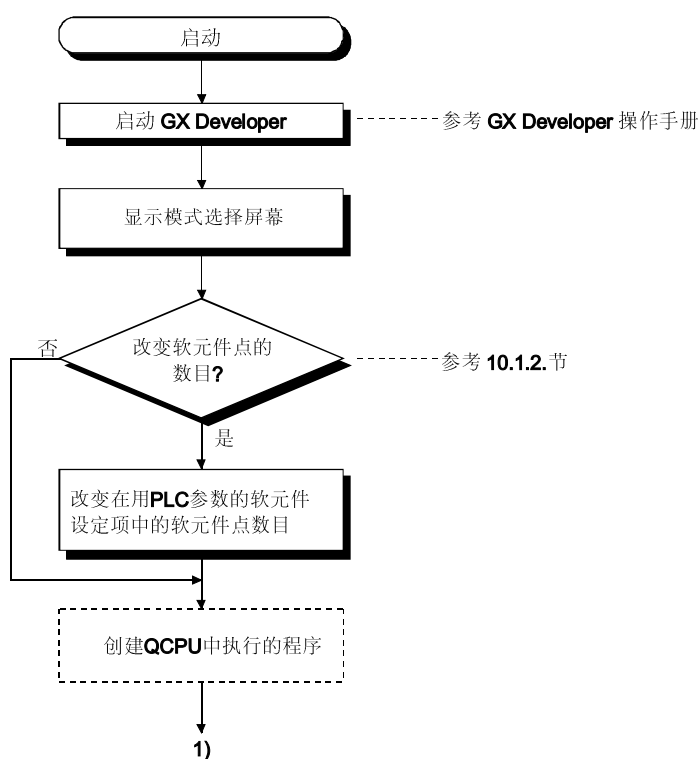 启动
启动 GX Developer
参考 GX Developer 操作手册
显示模式选择屏幕
否
改变软元件点的
数目?
参考 10.1.2.节
是
改变在用PLC参数的软元件
设定项中的软元件点数目
创建QCPU中执行的程序
1)